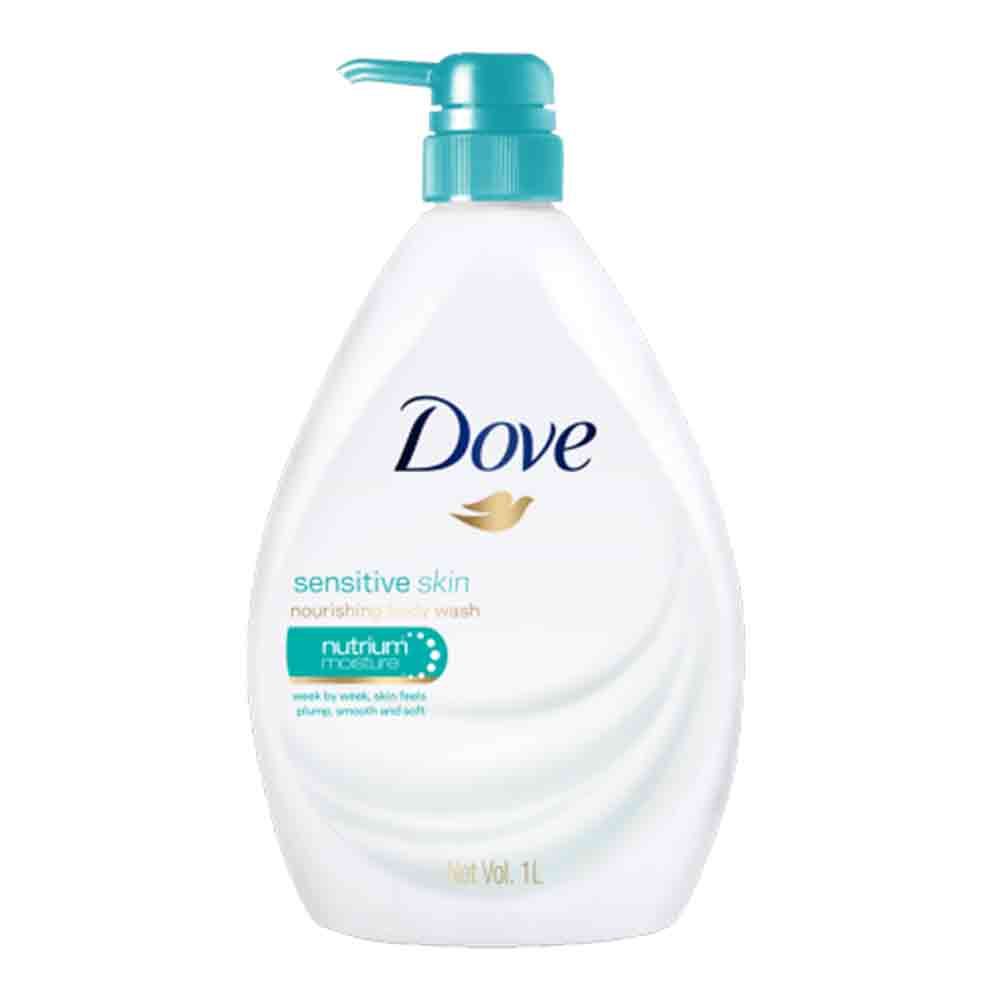 Dove
sensitive skin
nourishing body wash
nutrium
moisture
week by week, skin feels
plump, smooth and soft
Net Vol. 1L